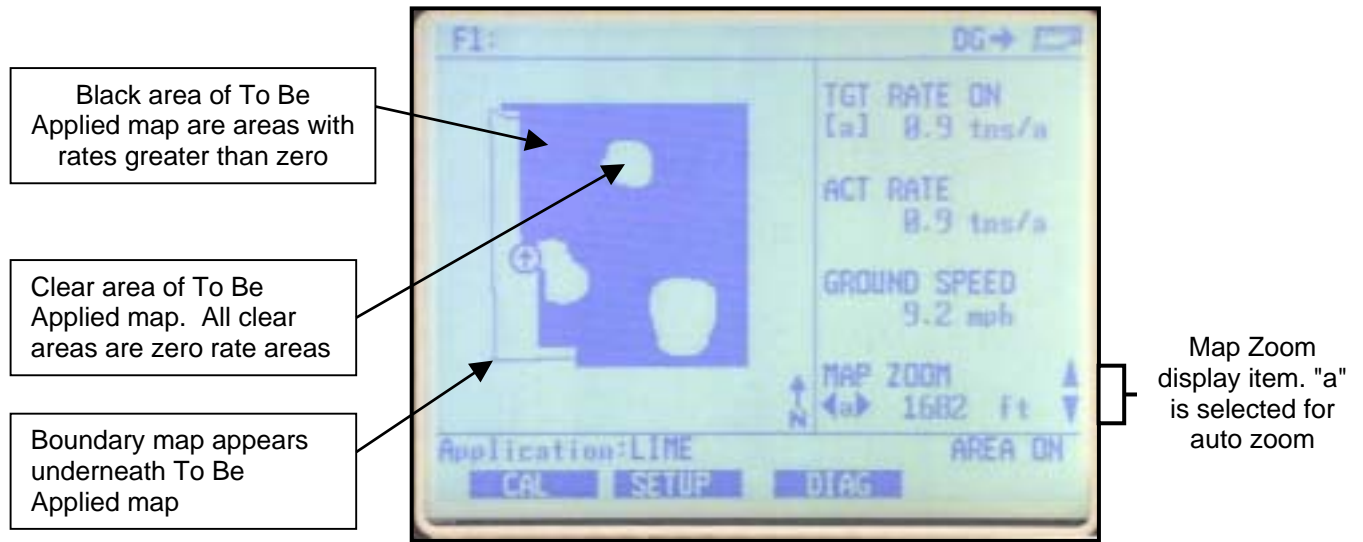 Black area of To Be
Applied map are areas with
rates greater than zero
Clear area of To Be
Applied map. All clear
areas are zero rate areas
Boundary map appears
underneath To Be
Applied map
F1:
DG
TGT RATE ON
[a] 0.9 tns/a
ACT RATE
0.9 tns/a
GROUND SPEED
9.2 mph
MAP ZOOM
a 1682 ft
N
Application:LIME
AREA ON
CAL SETUP DIAG
Map Zoom
display item. "a"
is selected for
auto zoom